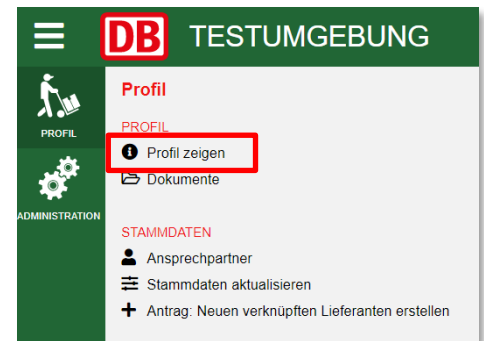 DB TESTUMGEBUNG
Profil
PROFIL
PROFIL
Profil zeigen
Dokumente
ADMINISTRATION
STAMMDATEN
Ansprechpartner
Stammdaten aktualisieren
Antrag: Neuen verknüpften Lieferanten erstellen